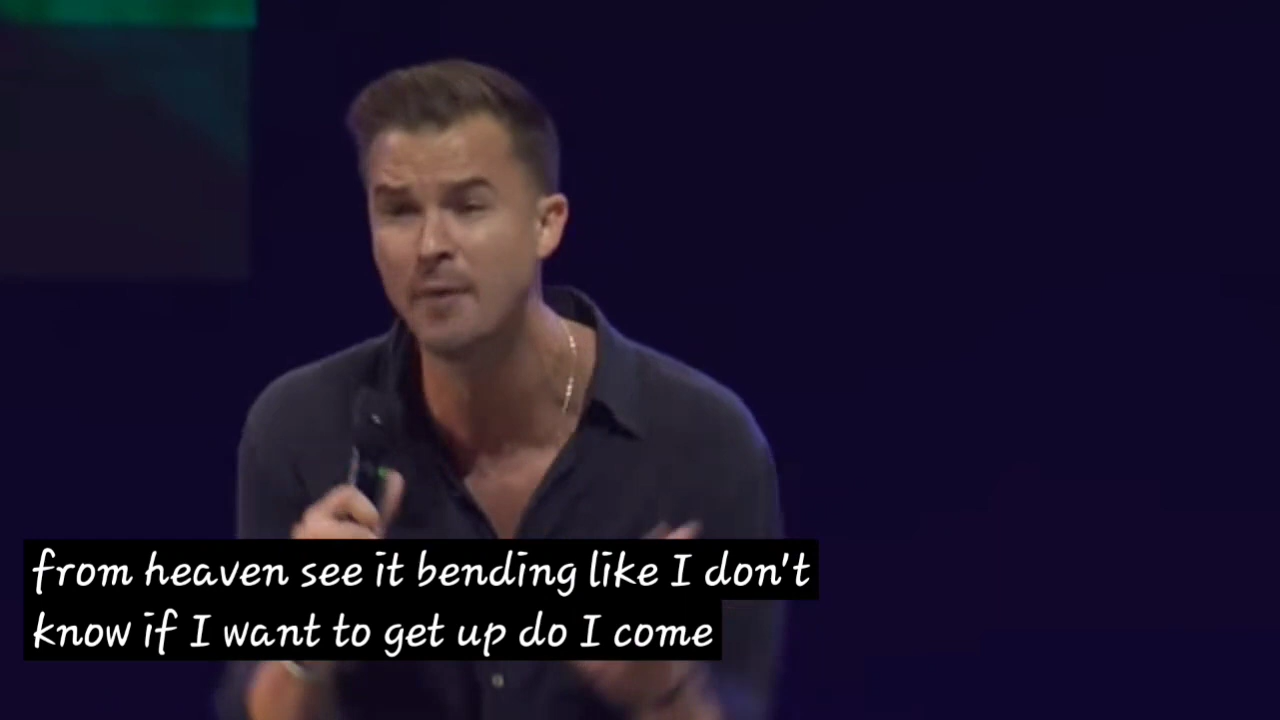 from heaven see it bending like I don't
know if I want to get up do I come